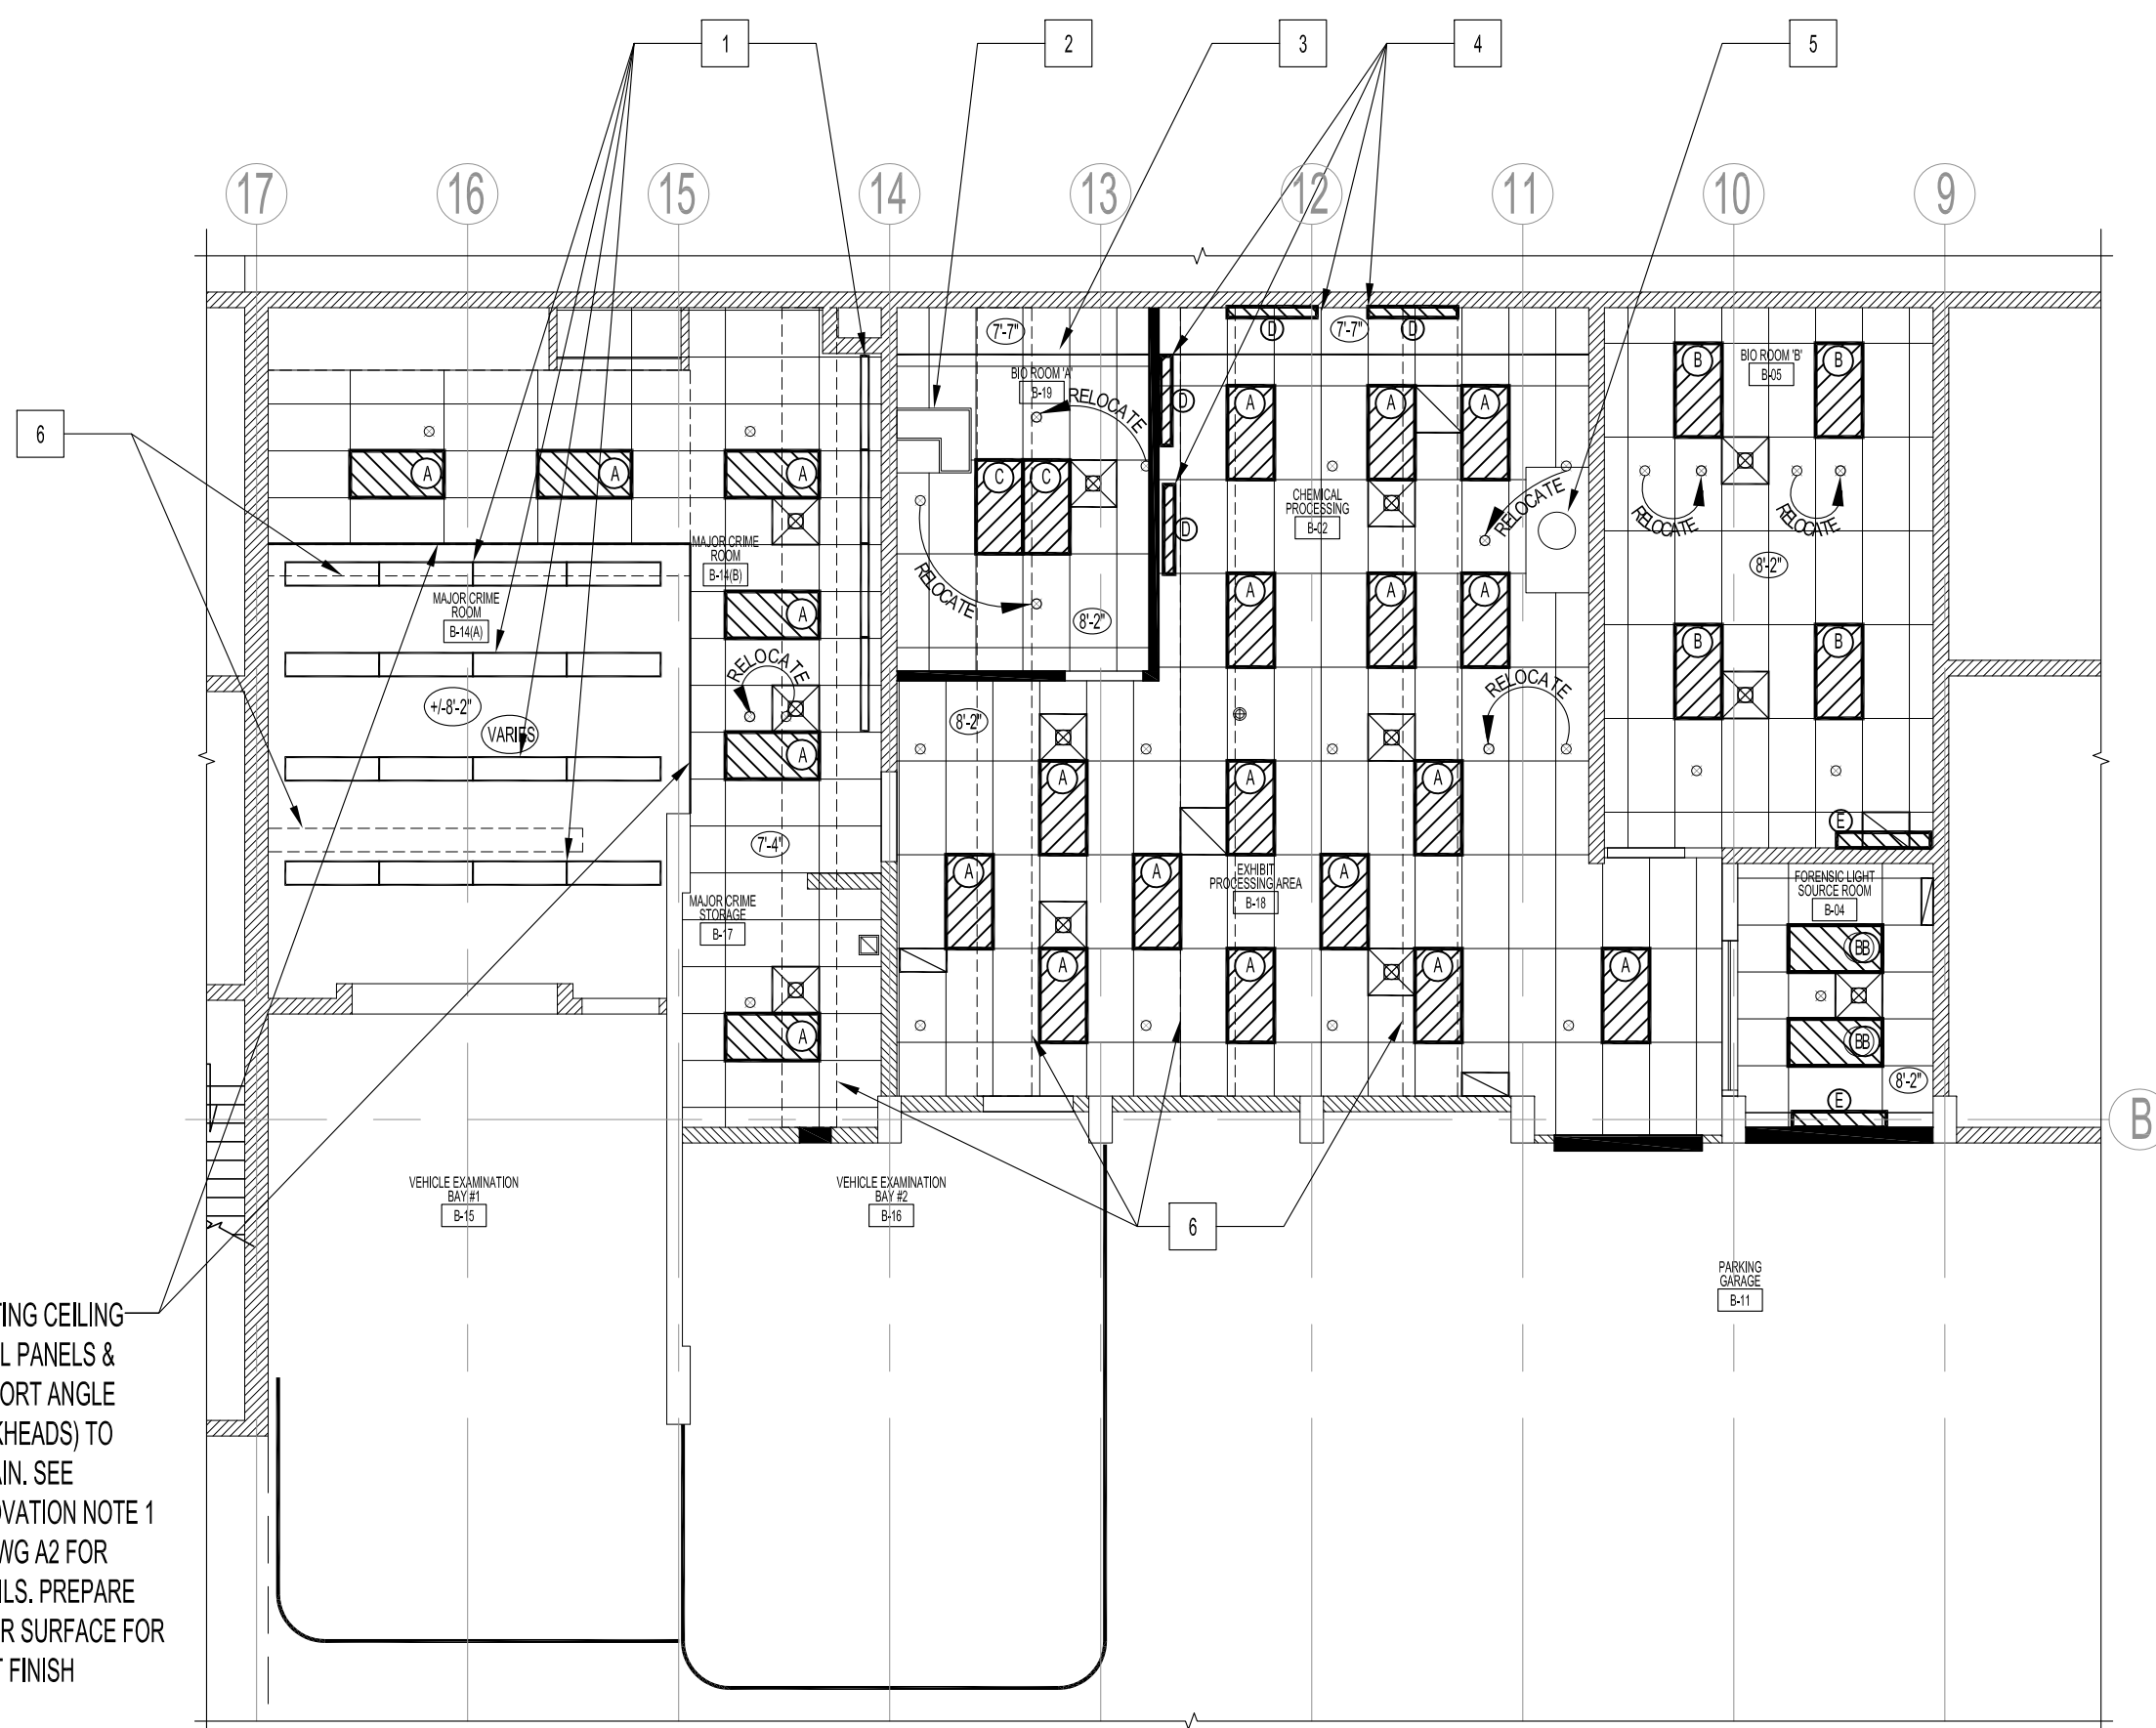 1
2
3
4
5
17
16
15
14
13
12
11
10
9
6
7'-7"
D
7'-7"
D
BIO ROOM 'A'
B-19
RELOCATE
D
A
A
A
B
BIO ROOM 'B'
B-05
B
A
A
A
C
C
CHEMICAL
PROCESSING
B-02
D
RELOCATE
RELOCATE
RELOCATE
MAJOR CRIME
ROOM
B-14(B)
8'-2"
MAJOR CRIME
ROOM
B-14(A)
RELOCATE
8'-2"
A
A
A
A
B
B
+/-8'-2"
VARIES
RELOCATE
A
8'-2"
RELOCATE
A
A
A
7'-4"
E
MAJOR CRIME
STORAGE
B-17
A
A
EXHIBIT
PROCESSING AREA
B-18
A
FORENSIC LIGHT
SOURCE ROOM
B-04
BB
A
A
A
A
A
BB
8'-2"
E
B
VEHICLE EXAMINATION
BAY #1
B-15
VEHICLE EXAMINATION
BAY #2
B-16
6
PARKING
GARAGE
B-11
TING CEILING
L PANELS &
ORT ANGLE
KHEADS) TO
AIN. SEE
OVATION NOTE 1
WG A2 FOR
ILS. PREPARE
R SURFACE FOR
T FINISH